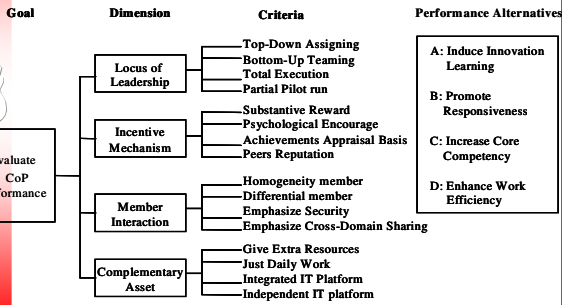 Goal
Dimension
Criteria
Performance Alternatives
Locus of
Leadership
Top-Down Assigning
Bottom-Up Teaming
Total Execution
Partial Pilot run
Incentive
Mechanism
Substantive Reward
Psychological Encourage
Achievements Appraisal Basis
Peers Reputation
valuate
CoP
formance
Member
Interaction
Homogeneity member
Differential member
Emphasize Security
Emphasize Cross-Domain Sharing
Complementary
Asset
Give Extra Resources
Just Daily Work
Integrated IT Platform
Independent IT platform
A: Induce Innovation
Learning
B: Promote
Responsiveness
C: Increase Core
Competency
D: Enhance Work
Efficiency